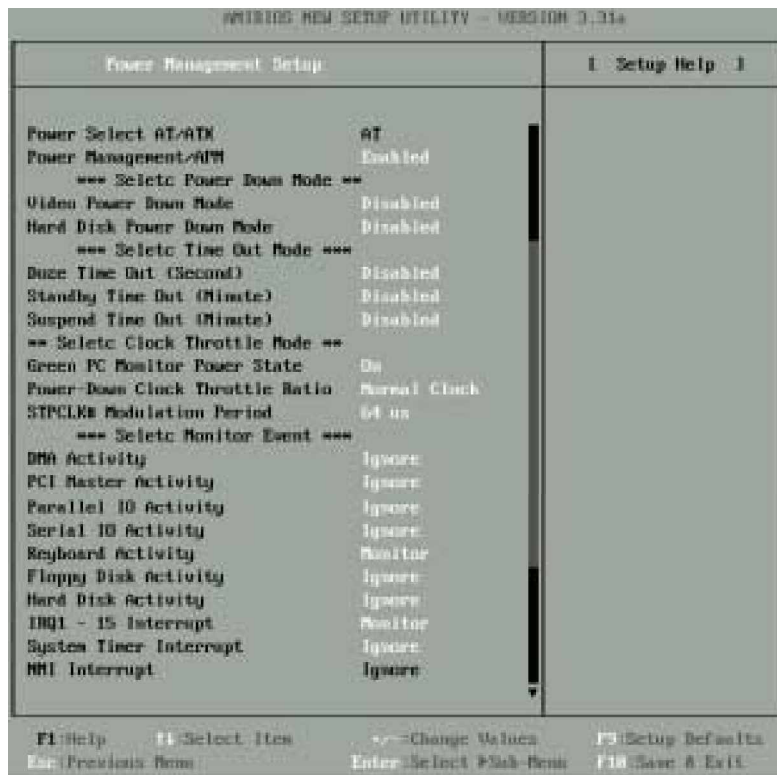 AMIBIOS NEW SETUP UTILITY - VERSION 3.31a
Power Management Setup
[ Setup Help ]
Power Select AT/ATX AT
Power Management/APM Enabled
*** Seletc Power Down Mode **
Video Power Down Mode Disabled
Hard Disk Power Down Mode Disabled
*** Seletc Time Out Mode ***
Doze Time Out (Second) Disabled
Standby Time Out (Minute) Disabled
Suspend Time Out (Minute) Disabled
** Seletc Clock Throttle Mode **
Green PC Monitor Power State On
Power-Down Clock Throttle Ratio Normal Clock
STPCLK# Modulation Period 64 us
*** Seletc Monitor Event ***
DMA Activity Ignore
PCI Master Activity Ignore
Parallel IO Activity Ignore
Serial IO Activity Ignore
Keyboard Activity Monitor
Floppy Disk Activity Ignore
Hard Disk Activity Ignore
IRQ1 - 15 Interrupt Monitor
System Timer Interrupt Ignore
NMI Interrupt Ignore
F1:Help ↑↓:Select Item +/-:Change Values F9:Setup Defaults
Esc:Previous Menu Enter:Select ►Sub-Menu F10:Save & Exit